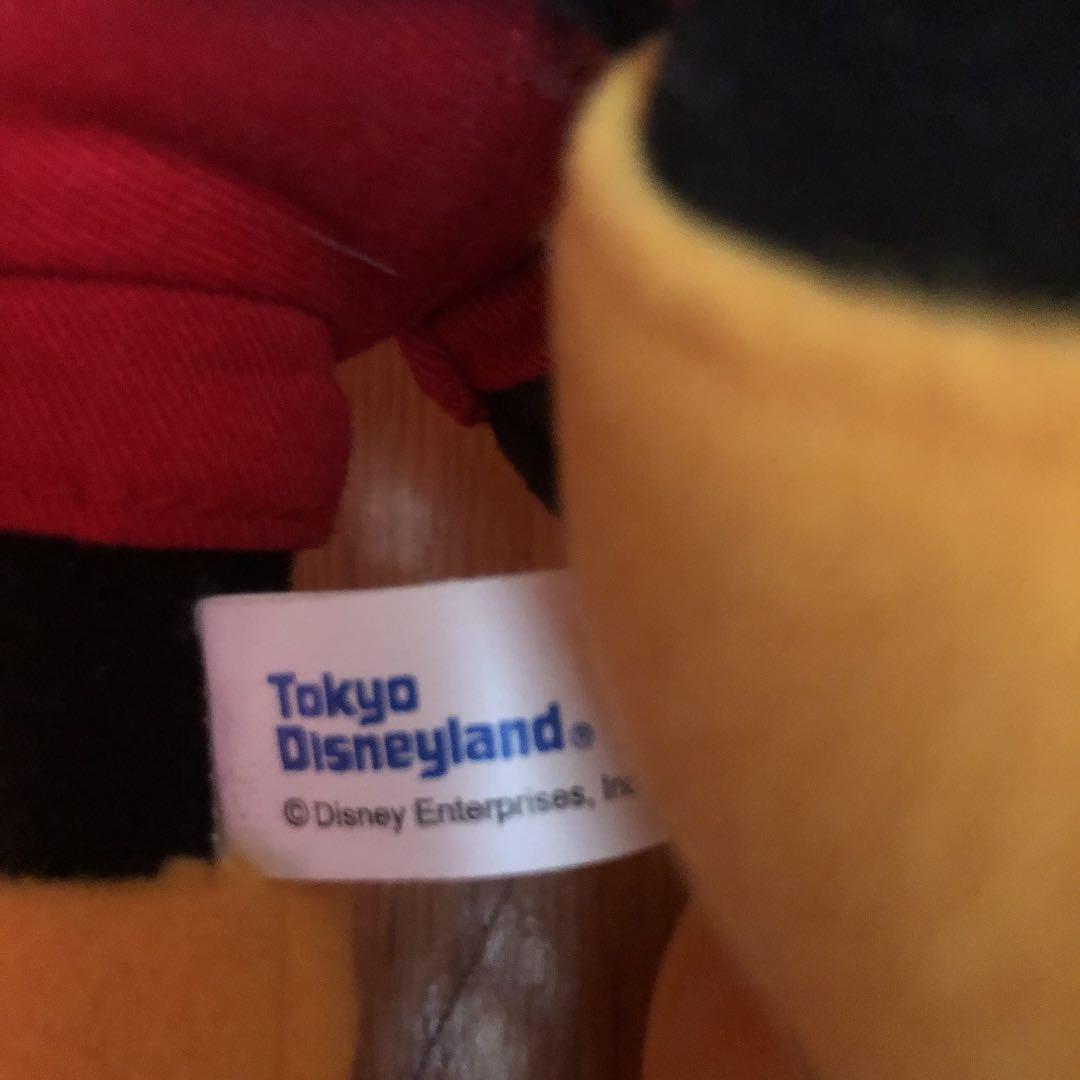 Tokyo
Disneyland®
© Disney Enterprises, Inc.